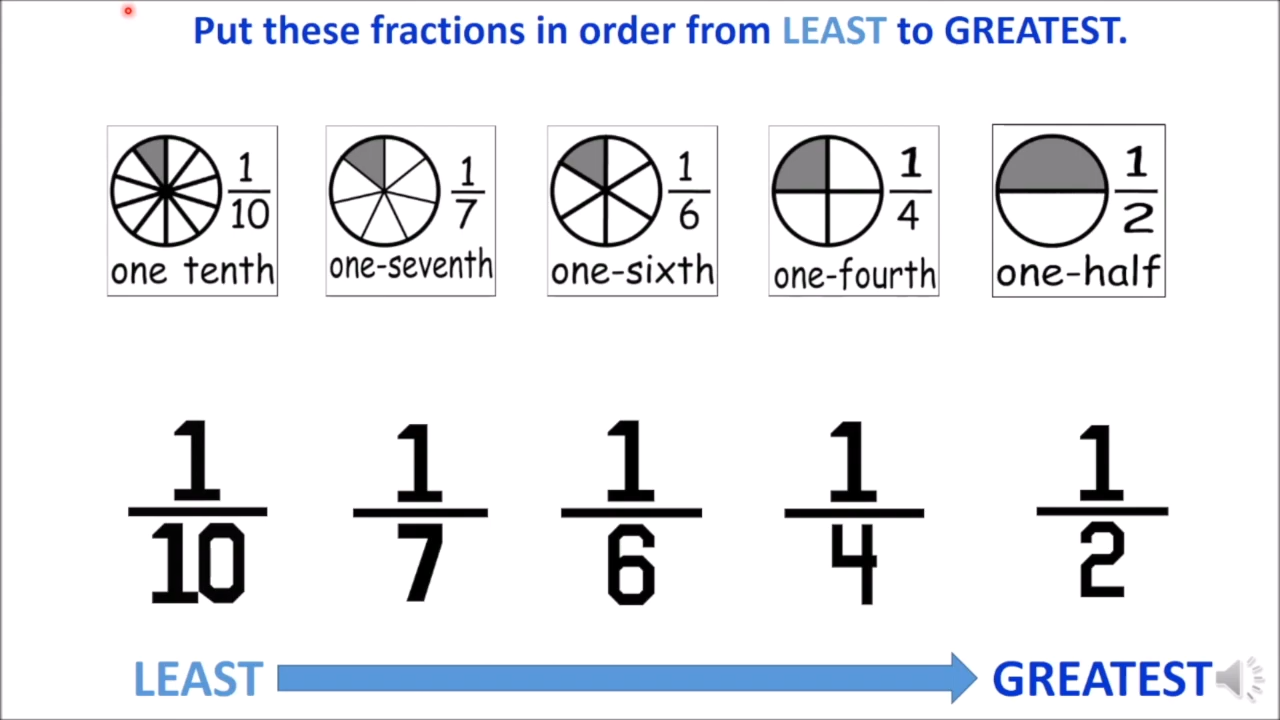 Put these fractions in order from LEAST to GREATEST.
1/10 1/7 1/6 1/4 1/2
one tenth one-seventh one-sixth one-fourth one-half
1/10 1/7 1/6 1/4 1/2
LEAST GREATEST